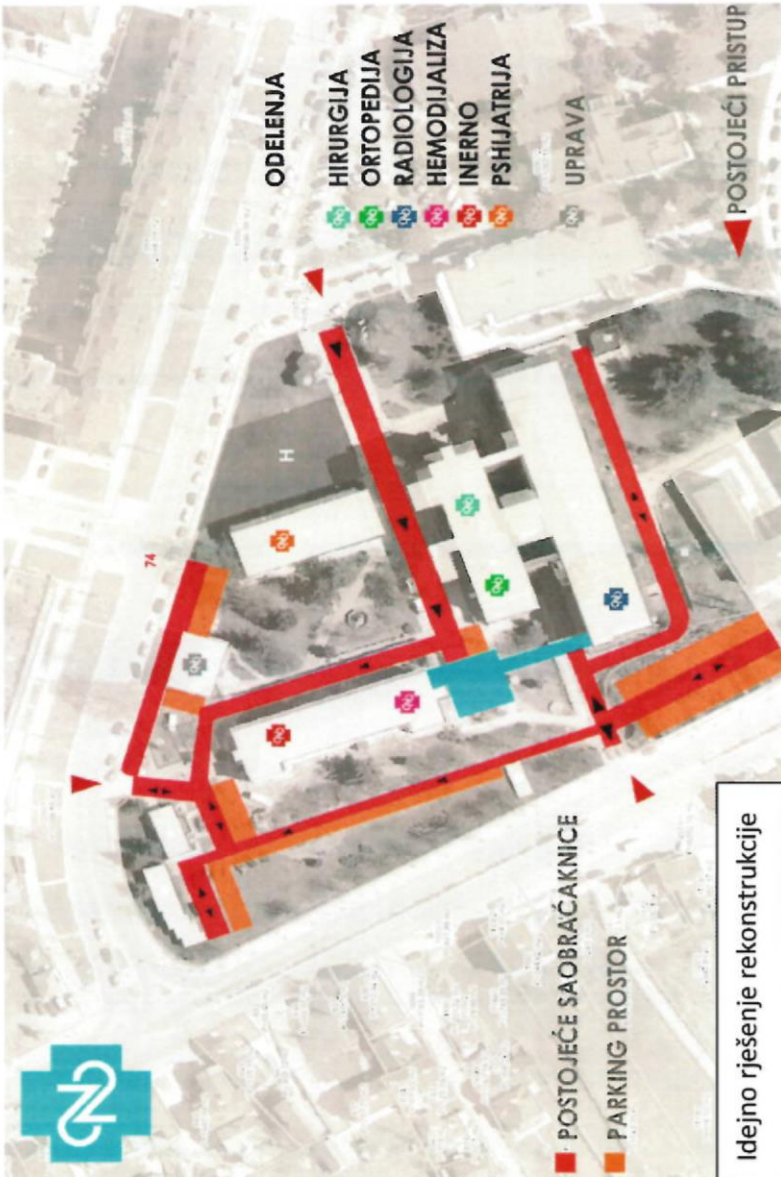 ODELENJA
HIRURGIJA
ORTOPEDIJA
RADIOLOGIJA
HEMODIJALIZA
INERNO
PSHIJATRIJA
UPRAVA
POSTOJEĆI PRISTUP
74
H
POSTOJEĆE SAOBRAĆAKNICE
PARKING PROSTOR
Idejno rješenje rekonstrukcije